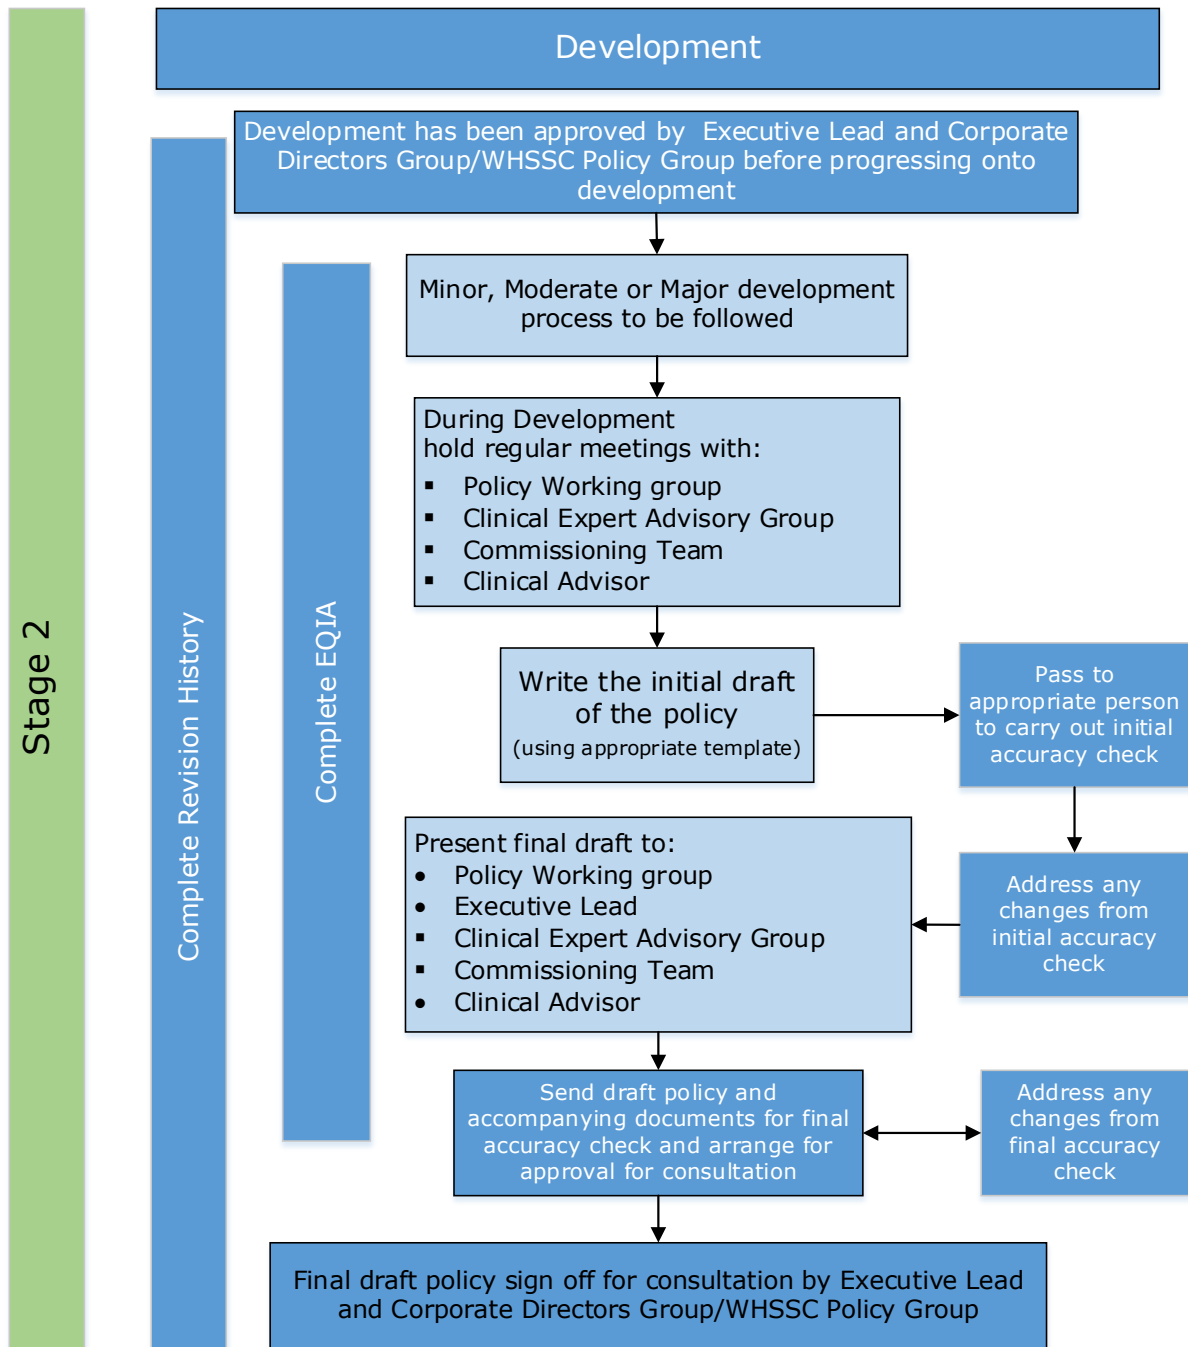 Development
Stage 2
Complete Revision History
Complete EQIA
Development has been approved by Executive Lead and Corporate
Directors Group/WHSSC Policy Group before progressing onto
development
Minor, Moderate or Major development
process to be followed
During Development
hold regular meetings with:
▪ Policy Working group
▪ Clinical Expert Advisory Group
▪ Commissioning Team
▪ Clinical Advisor
Write the initial draft
of the policy
(using appropriate template)
Pass to
appropriate person
to carry out initial
accuracy check
Address any
changes from
initial accuracy
check
Present final draft to:
• Policy Working group
• Executive Lead
▪ Clinical Expert Advisory Group
▪ Commissioning Team
• Clinical Advisor
Send draft policy and
accompanying documents for final
accuracy check and arrange for
approval for consultation
Address any
changes from
final accuracy
check
Final draft policy sign off for consultation by Executive Lead
and Corporate Directors Group/WHSSC Policy Group